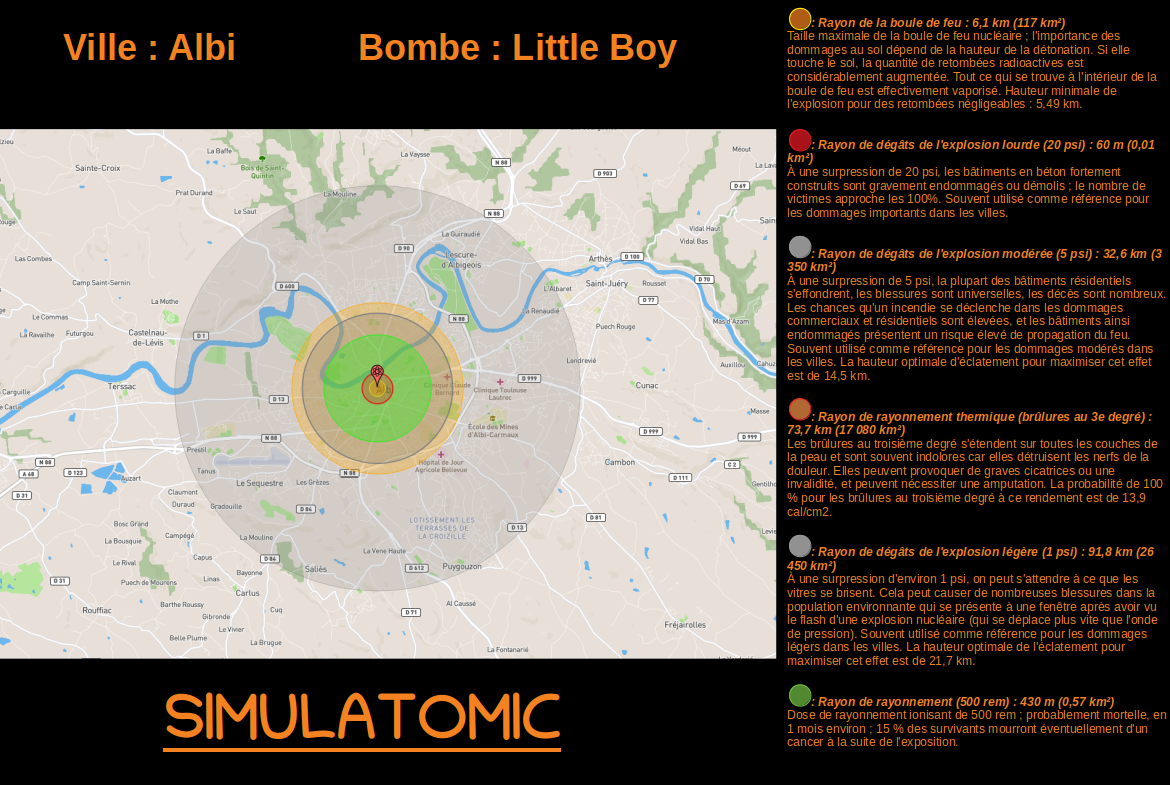 Ville : Albi
Bombe : Little Boy
: Rayon de la boule de feu : 6,1 km (117 km²)
Taille maximale de la boule de feu nucléaire ; l'importance des
dommages au sol dépend de la hauteur de la détonation. Si elle
touche le sol, la quantité de retombées radioactives est
considérablement augmentée. Tout ce qui se trouve à l'intérieur de la
boule de feu est effectivement vaporisé. Hauteur minimale de
l'explosion pour des retombées négligeables : 5,49 km.
: Rayon de dégâts de l'explosion lourde (20 psi) : 60 m (0,01
km²)
À une surpression de 20 psi, les bâtiments en béton fortement
construits sont gravement endommagés ou démolis ; le nombre de
victimes approche les 100%. Souvent utilisé comme référence pour
les dommages importants dans les villes.
: Rayon de dégâts de l'explosion modérée (5 psi) : 32,6 km (3
350 km²)
À une surpression de 5 psi, la plupart des bâtiments résidentiels
s'effondrent, les blessures sont universelles, les décès sont nombreux.
Les chances qu'un incendie se déclenche dans les dommages
commerciaux et résidentiels sont élevées, et les bâtiments ainsi
endommagés présentent un risque élevé de propagation du feu.
Souvent utilisé comme référence pour les dommages modérés dans
les villes. La hauteur optimale d'éclatement pour maximiser cet effet
est de 14,5 km.
: Rayon de rayonnement thermique (brûlures au 3e degré) :
73,7 km (17 080 km²)
Les brûlures au troisième degré s'étendent sur toutes les couches de
la peau et sont souvent indolores car elles détruisent les nerfs de la
douleur. Elles peuvent provoquer de graves cicatrices ou une
invalidité, et peuvent nécessiter une amputation. La probabilité de 100
% pour les brûlures au troisième degré à ce rendement est de 13,9
cal/cm2.
: Rayon de dégâts de l'explosion légère (1 psi) : 91,8 km (26
450 km²)
À une surpression d'environ 1 psi, on peut s'attendre à ce que les
vitres se brisent. Cela peut causer de nombreuses blessures dans la
population environnante qui se présente à une fenêtre après avoir vu
le flash d'une explosion nucléaire (qui se déplace plus vite que l'onde
de pression). Souvent utilisé comme référence pour les dommages
légers dans les villes. La hauteur optimale de l'éclatement pour
maximiser cet effet est de 21,7 km.
: Rayon de rayonnement (500 rem) : 430 m (0,57 km²)
Dose de rayonnement ionisant de 500 rem ; probablement mortelle, en
1 mois environ ; 15 % des survivants mourront éventuellement d'un
cancer à la suite de l'exposition.
La Baffe
La Vaysse
N 88
Méout
Sainte-Croix
Bois de Saint-
Quintin
D 903
D 69
Prat Durand
La Mouline
Le Saut
N 88
La Guiraudié
Vidal Haut
Vidal Bas
D 90
Lescure-
d'Albigeois
Las Combes
Arthès
D 100
Camp Saint-Sernin
D 600
L'Albaret
Saint-Juéry
Rousset
D 70
La Mothe
D 77
Le Commas
La Renaudié
N 88
Mas d'Azam
La Ravailhe
Futurgou
Castelnau-
de-Lévis
D 1
Puech Rouge
Lendrevié
Auxillou
Terssac
D 999
Cunac
Clinique Claude
Bernard
Clinique Toulouse
Lautrec
D 13
Masse
École des Mines
d'Albi-Carmaux
N 88
D 999
D 999
Prestil
Hôpital de Jour
Agricole Bellevue
N 88
Tanus
Cambon
C 2
A 68
D 123
Auzart
N 88
D 111
Le Sequestre
Les Grèzes
D 31
Claumont
Duraud
Gradouille
D 84
LOTISSEMENT LES
TERRASSES DE
LA CROIZILLE
D 81
Bosc Grand
D 13
Campégé
La Bousquie
La Mouline
La Vene Haute
Capus
D 84
Le Rival
Bayonne
Saliès
D 612
Puygouzon
D 31
Linas
Puech de Mourens
Carlus
Barthe Roussy
Al Caussé
Rouffiac
Cuq
D 71
Gibronde
Le Vivier
Fréjairolles
Belle Plume
La Brugue
La Fontanarié
SIMULATOMIC